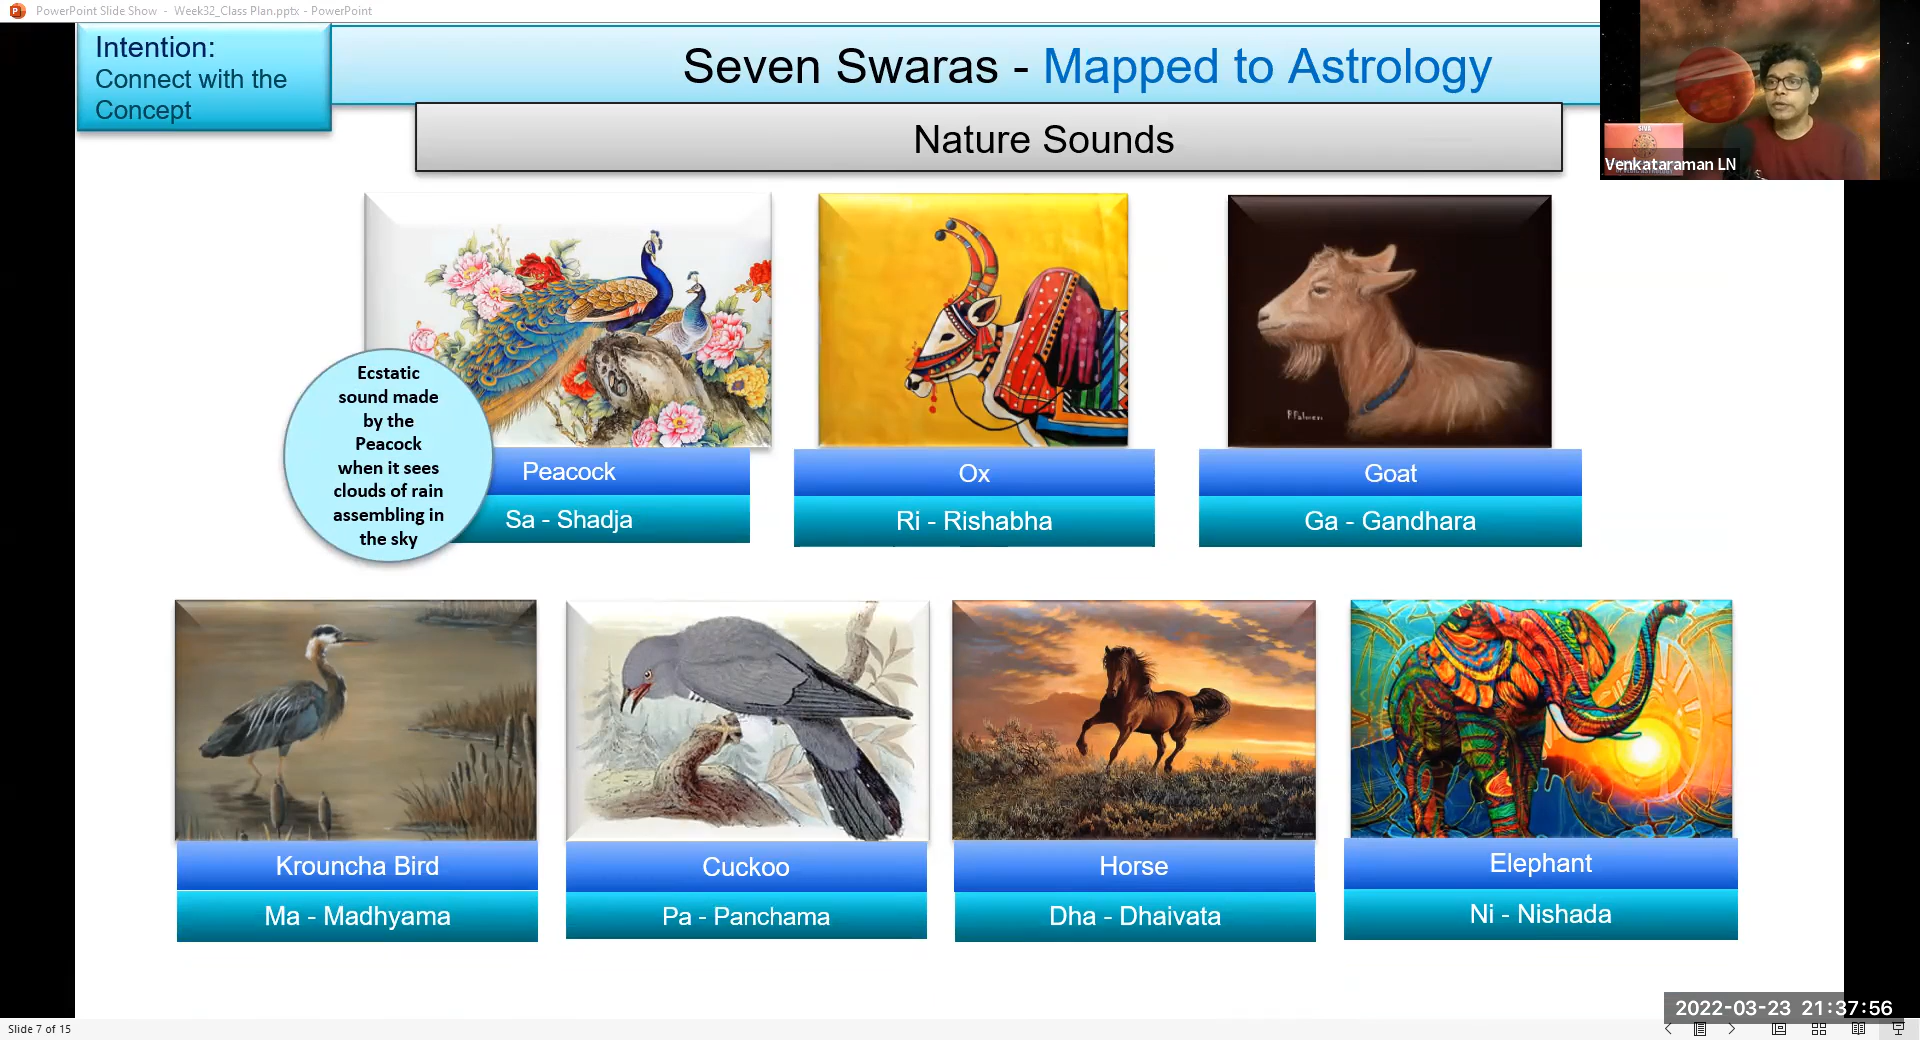 PowerPoint Slide Show - Week32_Class Plan.pptx - PowerPoint
Intention:
Connect with the
Concept
Seven Swaras - Mapped to Astrology
Nature Sounds
Venkataraman LN
Ecstatic
sound made
by the
Peacock
when it sees
clouds of rain
assembling in
the sky
Peacock
Sa - Shadja
Ox
Ri - Rishabha
Goat
Ga - Gandhara
Krouncha Bird
Ma - Madhyama
Cuckoo
Pa - Panchama
Horse
Dha - Dhaivata
Elephant
Ni - Nishada
2022-03-23 21:37:56
Slide 7 of 15